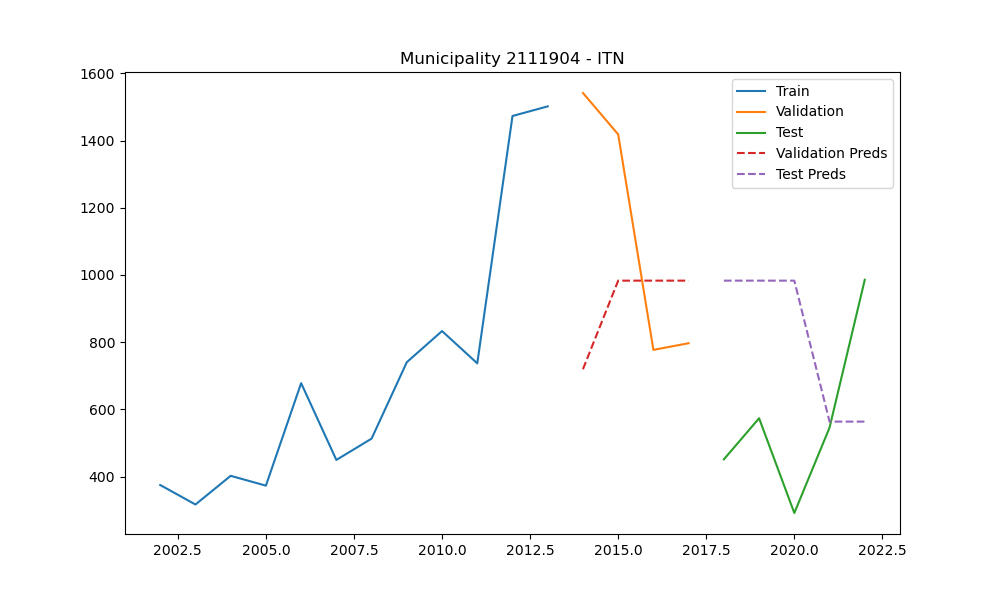 Municipality 2111904 - ITN
1600
1400
1200
1000
800
600
400
2002.5 2005.0 2007.5 2010.0 2012.5 2015.0 2017.5 2020.0 2022.5
Train
Validation
Test
Validation Preds
Test Preds